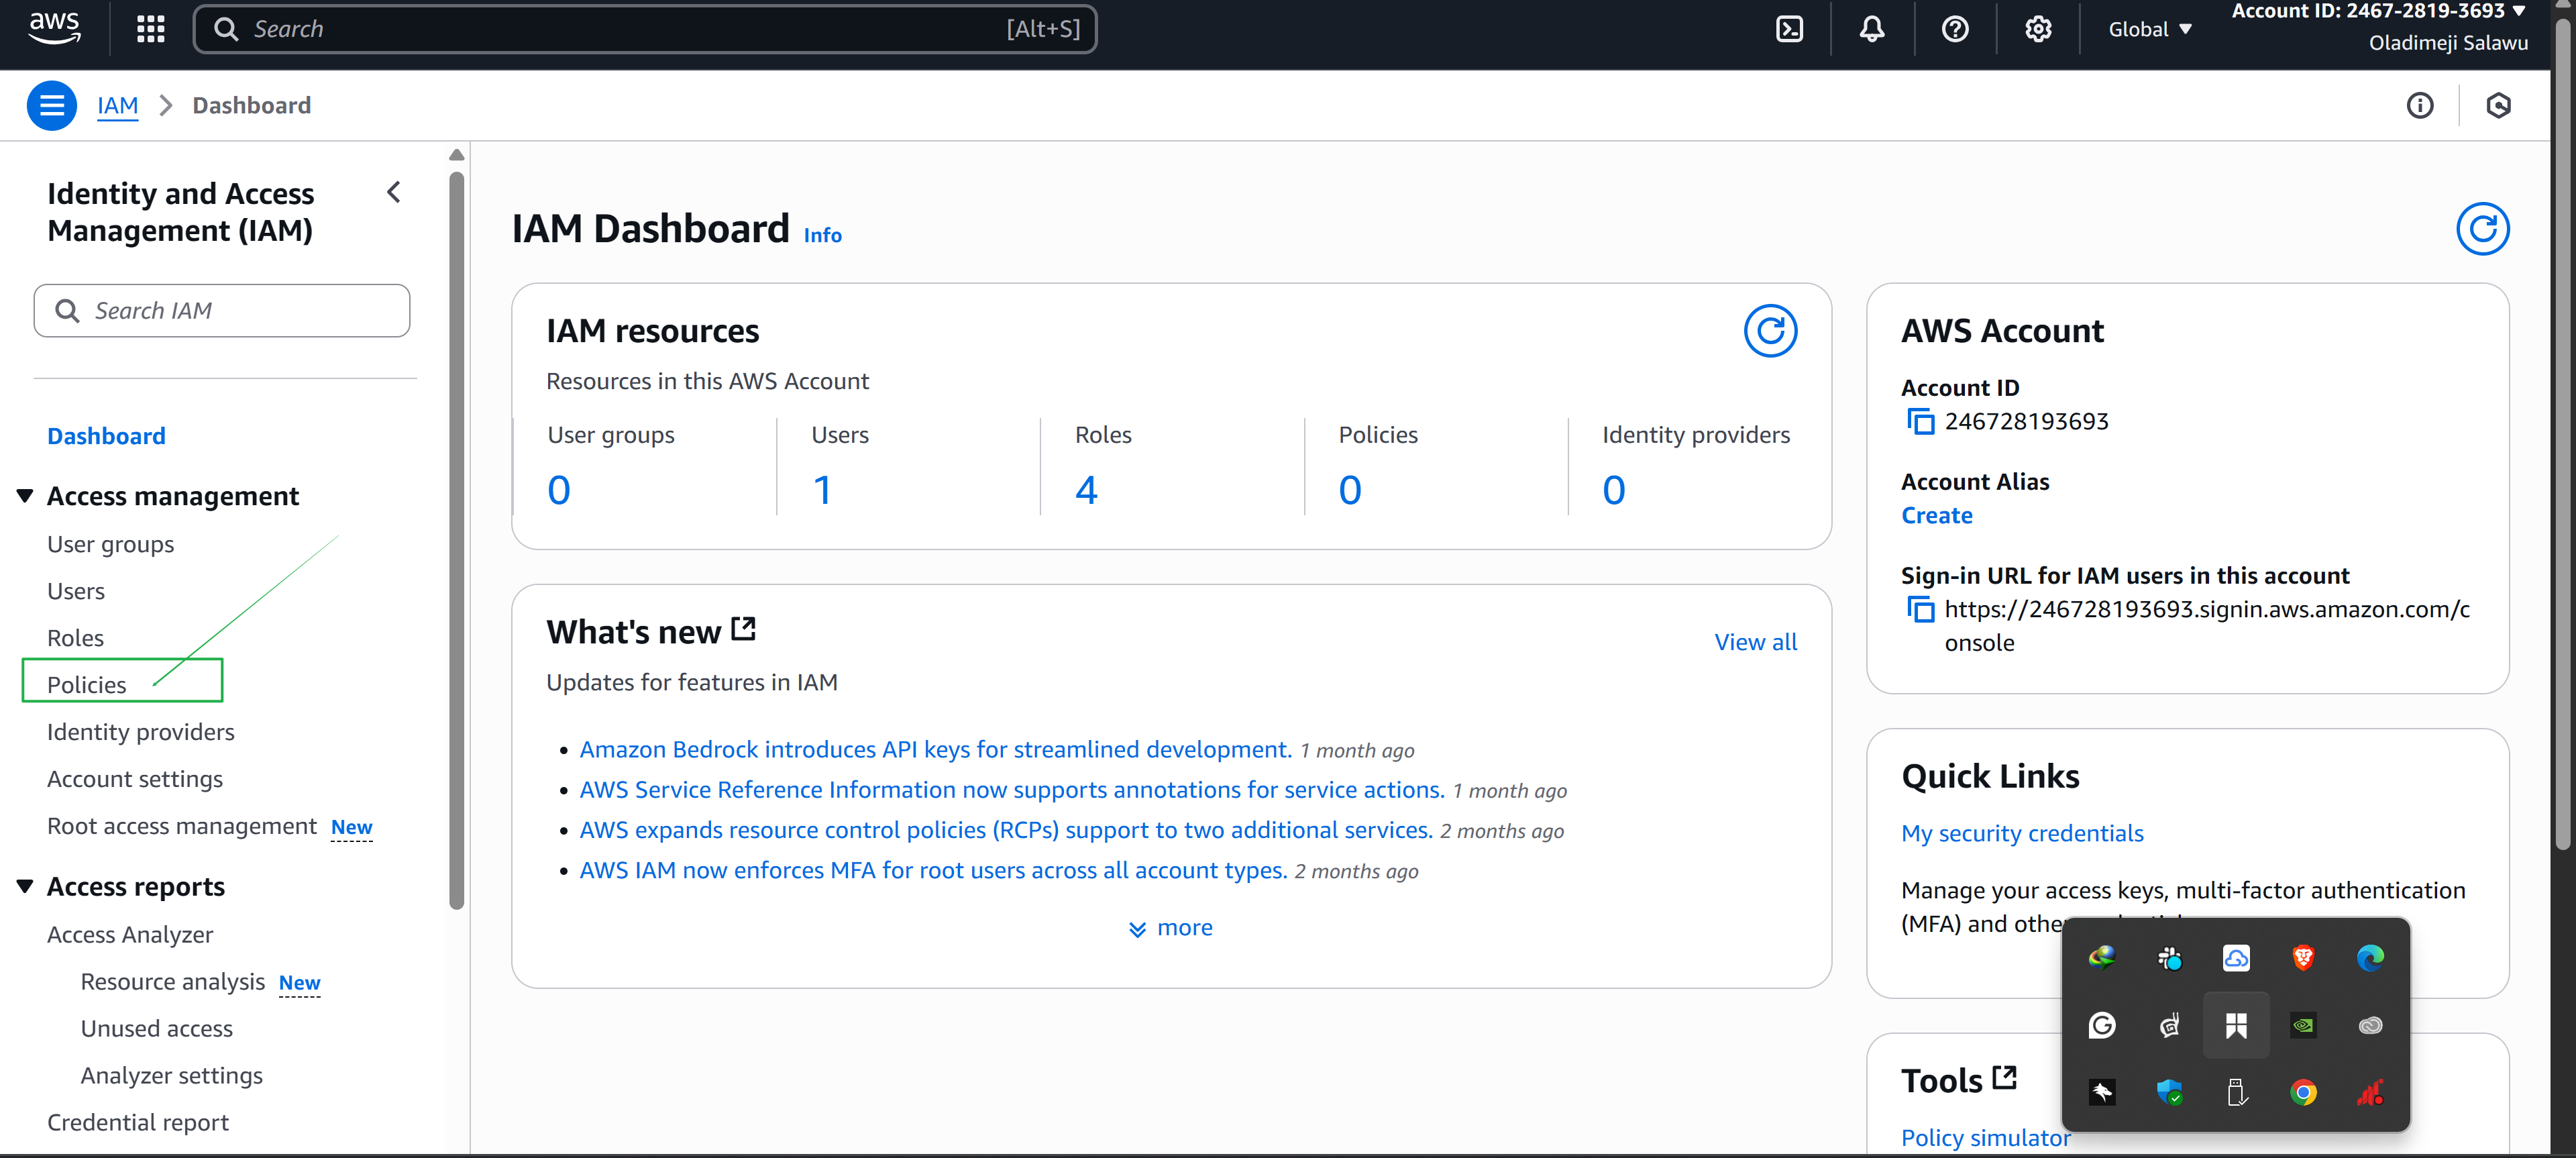 aws
Search
[Alt+S]
Global
Account ID: 2467-2819-3693
Oladimeji Salawu
IAM
Dashboard
Identity and Access
Management (IAM)
Search IAM
Dashboard
Access management
User groups
Users
Roles
Policies
Identity providers
Account settings
Root access management New
Access reports
Access Analyzer
Resource analysis New
Unused access
Analyzer settings
Credential report
IAM Dashboard Info
IAM resources
Resources in this AWS Account
User groups
0
Users
1
Roles
4
Policies
0
Identity providers
0
What's new
View all
Updates for features in IAM
Amazon Bedrock introduces API keys for streamlined development. 1 month ago
AWS Service Reference Information now supports annotations for service actions. 1 month ago
AWS expands resource control policies (RCPs) support to two additional services. 2 months ago
AWS IAM now enforces MFA for root users across all account types. 2 months ago
more
AWS Account
Account ID
246728193693
Account Alias
Create
Sign-in URL for IAM users in this account
https://246728193693.signin.aws.amazon.com/c
onsole
Quick Links
My security credentials
Manage your access keys, multi-factor authentication
(MFA) and other
Tools
Policy simulator